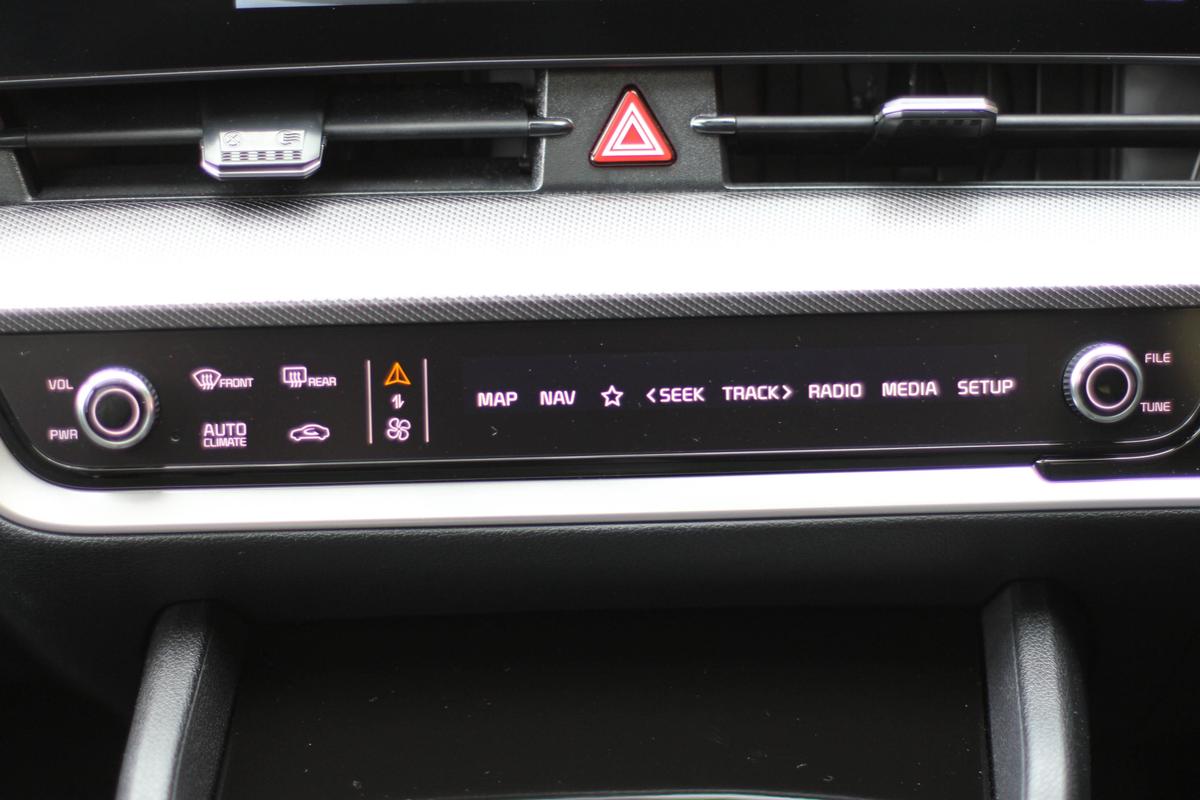 VOL
PWR
FRONT
REAR
AUTO
CLIMATE
MAP NAV <SEEK TRACK> RADIO MEDIA SETUP
FILE
TUNE